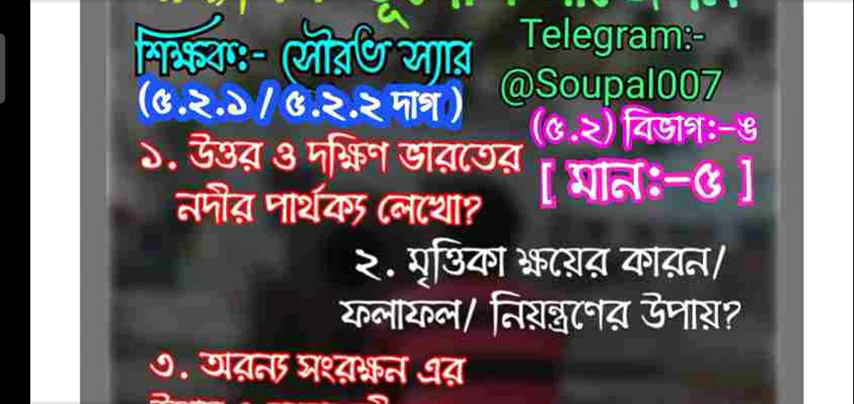 শিক্ষক:- সৌরভ স্যার
Telegram:-
@Soupal007
(৫.২.১ / ৫.২.২ দাগ )
(৫.২) বিভাগ:-ঙ
[ মান:-৫ ]
১. উত্তর ও দক্ষিণ ভারতের
নদীর পার্থক্য লেখো?
২. মৃত্তিকা ক্ষয়ের কারন/
ফলাফল/ নিয়ন্ত্রণের উপায়?
৩. অরন্য সংরক্ষন এর